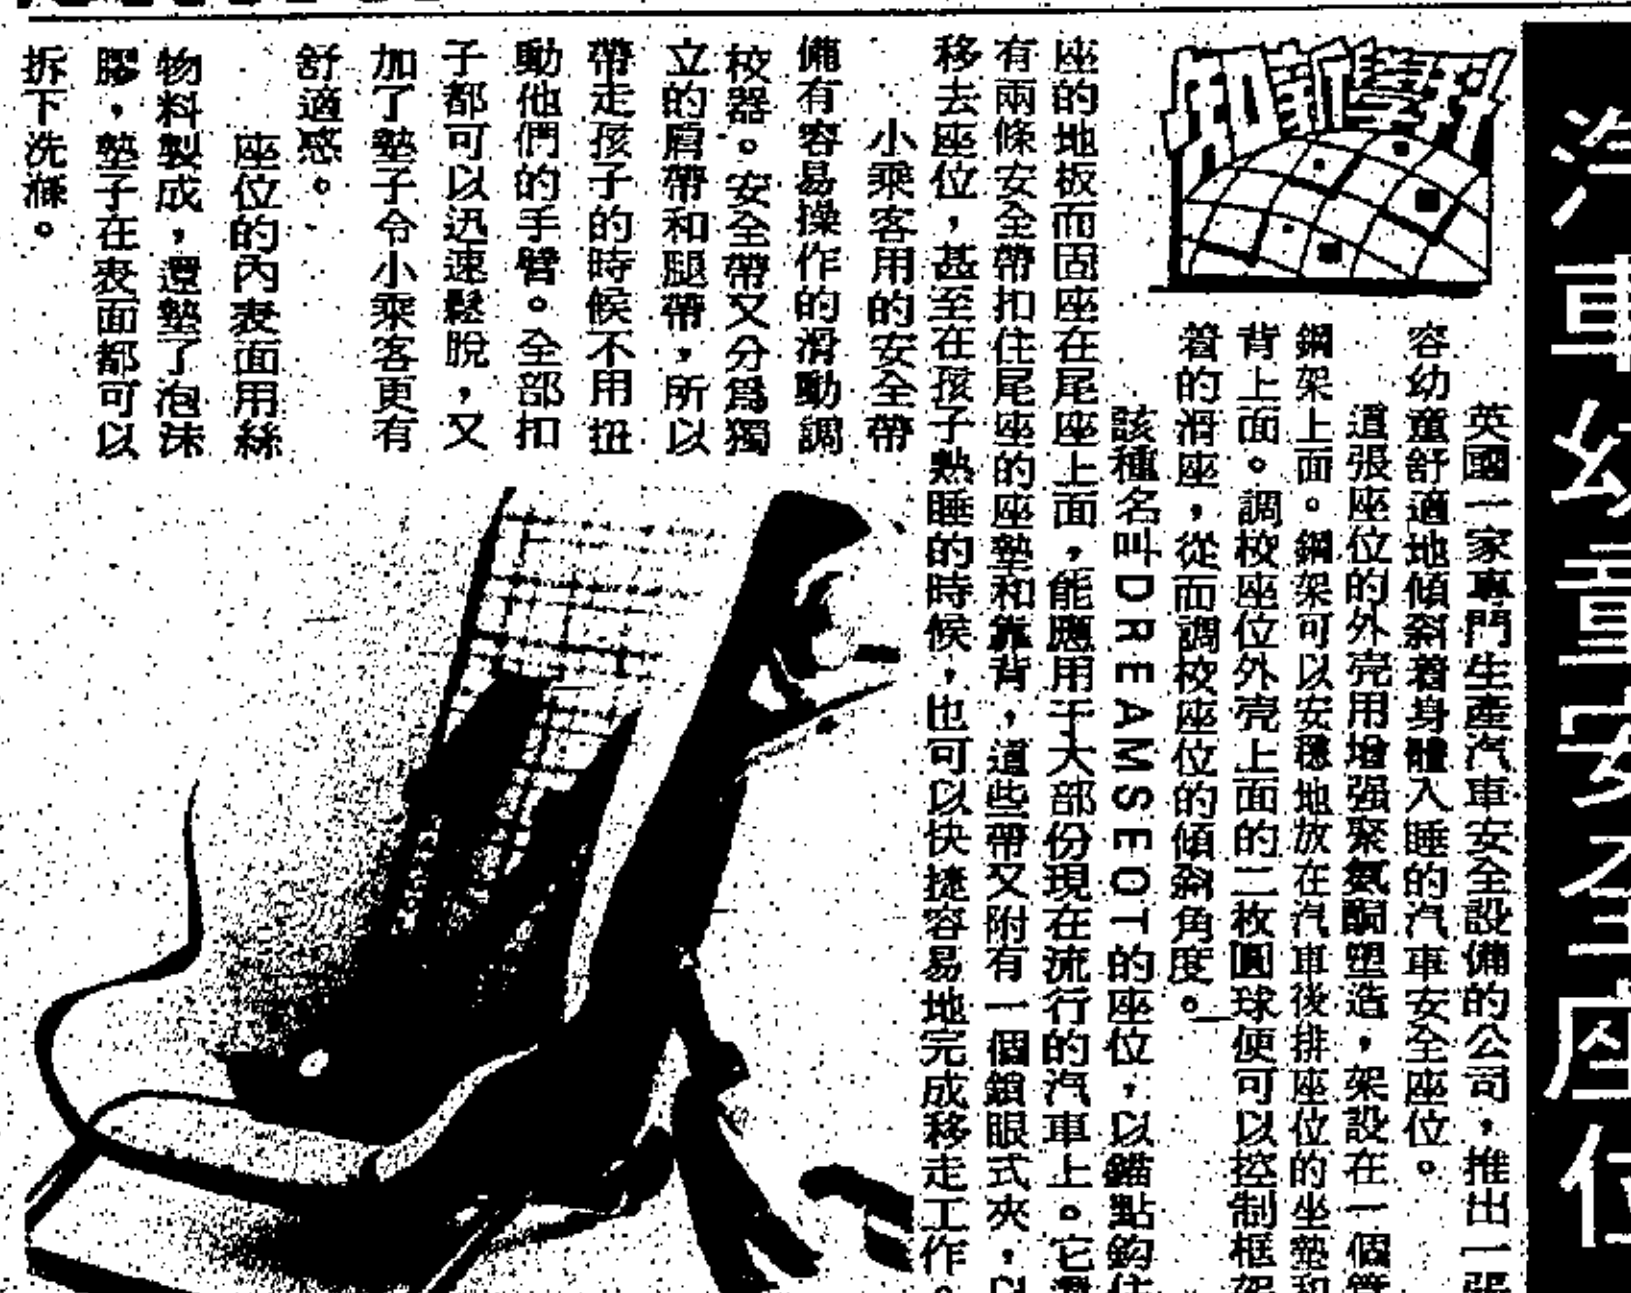 汽車幼童安全座位
科學新知
英國一家專門生產汽車安全設備的公司，推出一張
容幼童舒適地傾斜着身體入睡的汽車安全座位。
這張座位的外壳用增强聚氨酮塑造，架設在一個管
鋼架上面。鋼架可以安穩地放在汽車後排座位的坐墊和
背上面。調校座位外壳上面的二枚圓球便可以控制框架
着的滑座，從而調校座位的傾斜角度。
該種名叫DREAMSEOT的座位，以錨點鈎住
座的地板而固座在尾座上面，能應用于大部份現在流行的汽車上。它還
有兩條安全帶扣住尾座的座墊和靠背，這些帶又附有一個鎖眼式夾，以
移去座位，甚至在孩子熟睡的時候，也可以快捷容易地完成移走工作。
小乘客用的安全帶
備有容易操作的滑動調
校器。安全帶又分爲獨
立的肩帶和腿帶，所以
帶走孩子的時候不用扭
動他們的手臂。全部扣
子都可以迅速鬆脫，又
加了墊子令小乘客更有
舒適感。
座位的內表面用絲
物料製成，還墊了泡沫
膠，墊子在表面都可以
拆下洗滌。